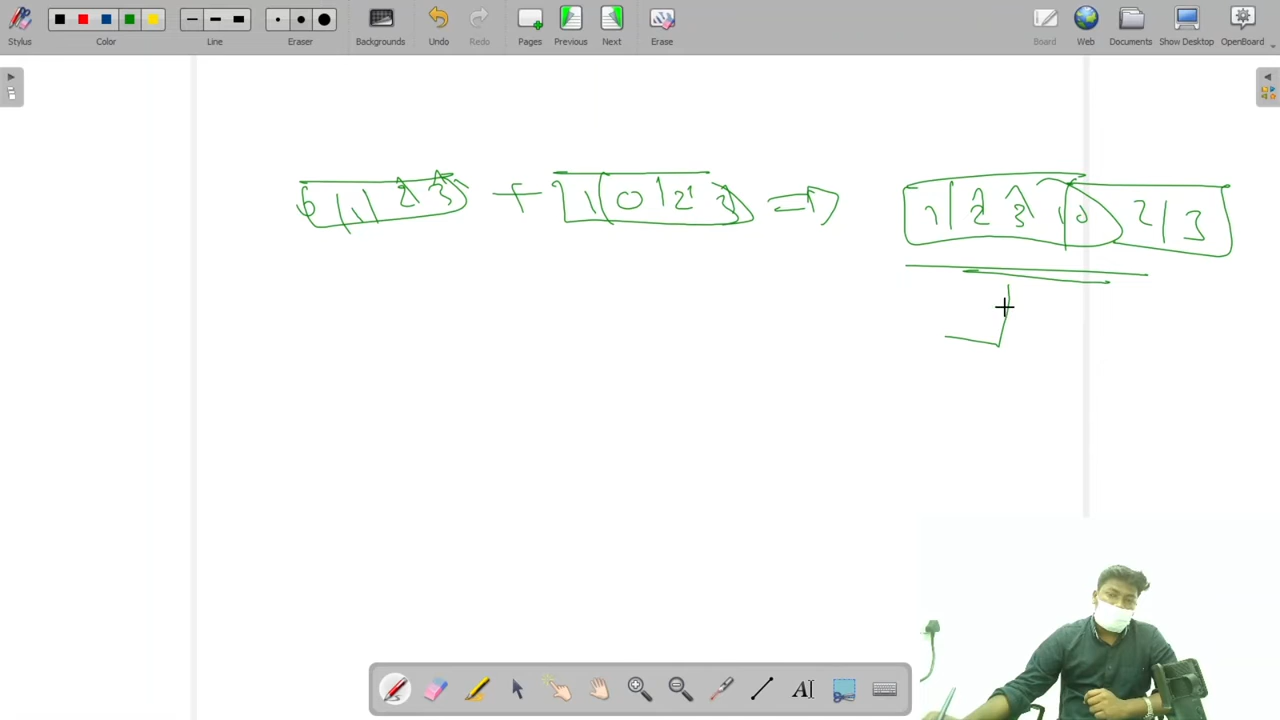 Stylus Color Line Eraser Backgrounds Undo Redo Pages Previous Next Erase Board Web Documents Show Desktop OpenBoard
1 2 3 + 1 0 2 3 ⇒ 1 2 3 0 2 3